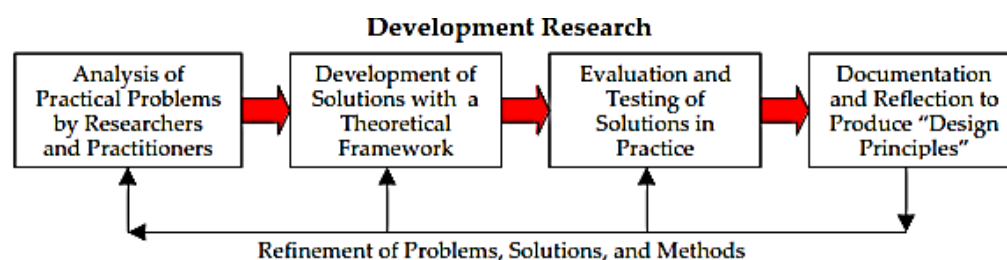 Development Research
Analysis of
Practical Problems
by Researchers
and Practitioners
Development of
Solutions with a
Theoretical
Framework
Evaluation and
Testing of
Solutions in
Practice
Documentation
and Reflection to
Produce “Design
Principles”
Refinement of Problems, Solutions, and Methods